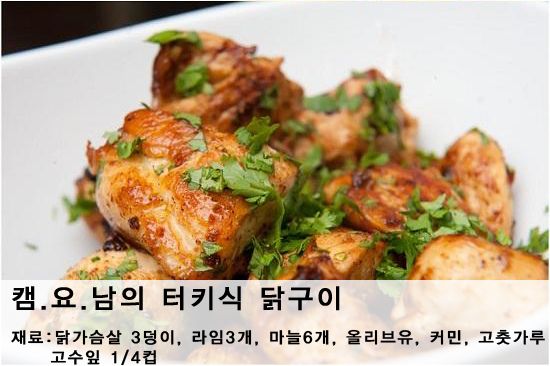 캠.요.남의 터키식 닭구이
재료:닭가슴살 3덩이, 라임3개, 마늘6개, 올리브유, 커민, 고춧가루
고수잎 1/4컵